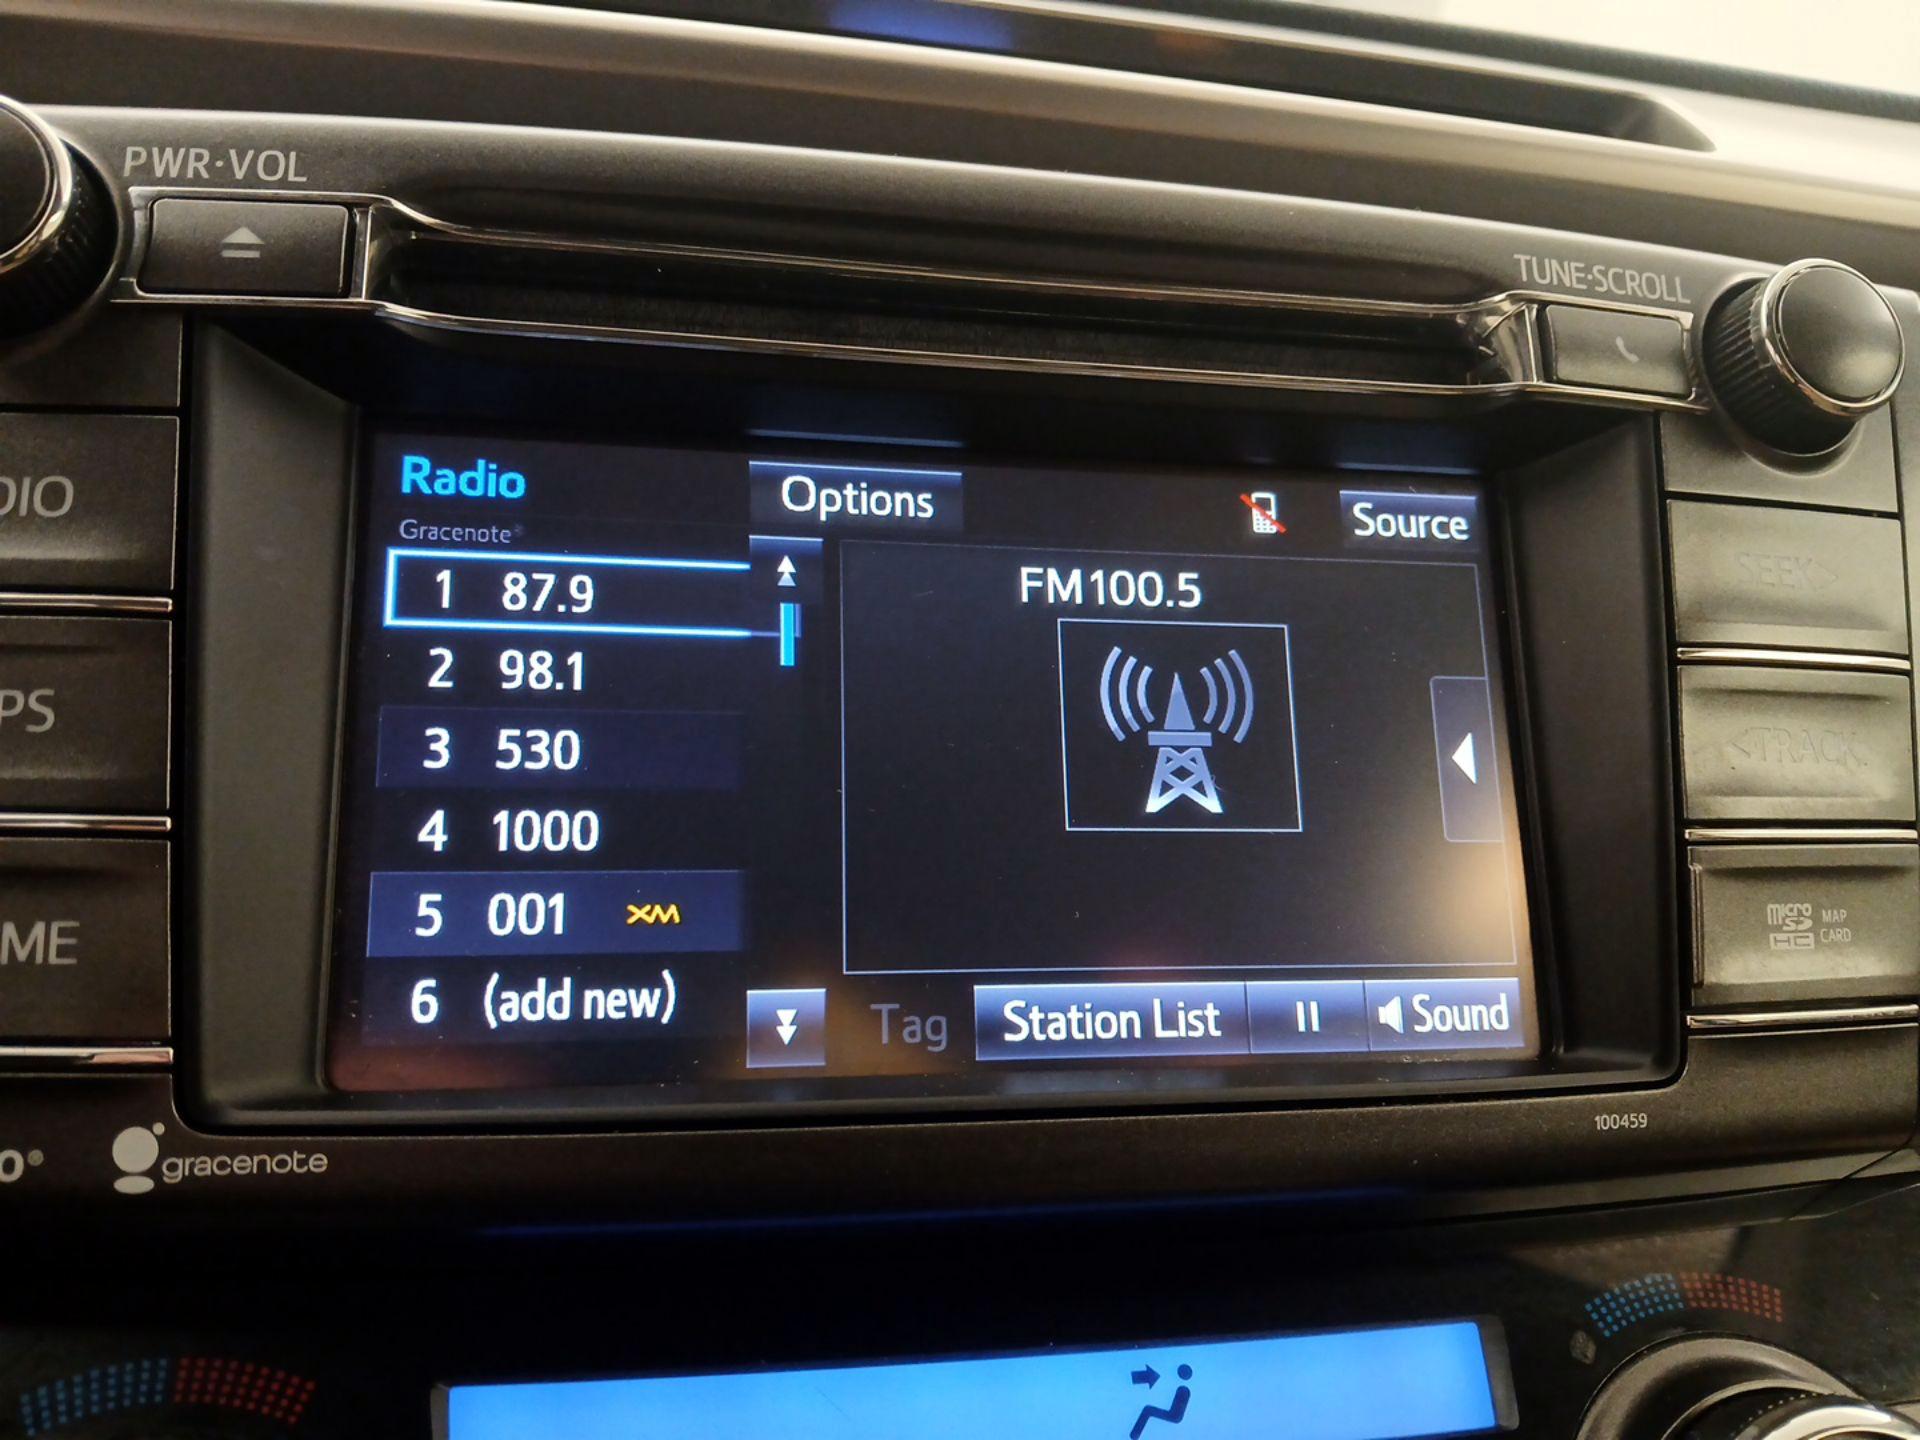 PWR·VOL
TUNE·SCROLL
DIO
PS
ME
Radio
Options
Source
Gracenote
1 87.9
2 98.1
3 530
4 1000
5 001 XM
6 (add new)
FM100.5
Tag
Station List
Sound
SEEK>
<TRACK
micro
SD
HC
MAP
CARD
100459
gracenote